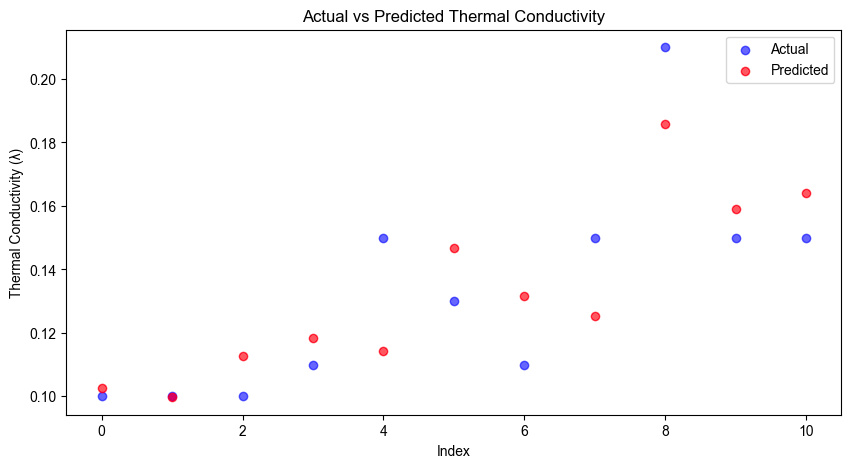 Actual vs Predicted Thermal Conductivity
Actual
Predicted
Thermal Conductivity (λ)
0.20
0.18
0.16
0.14
0.12
0.10
0
2
4
6
8
10
Index